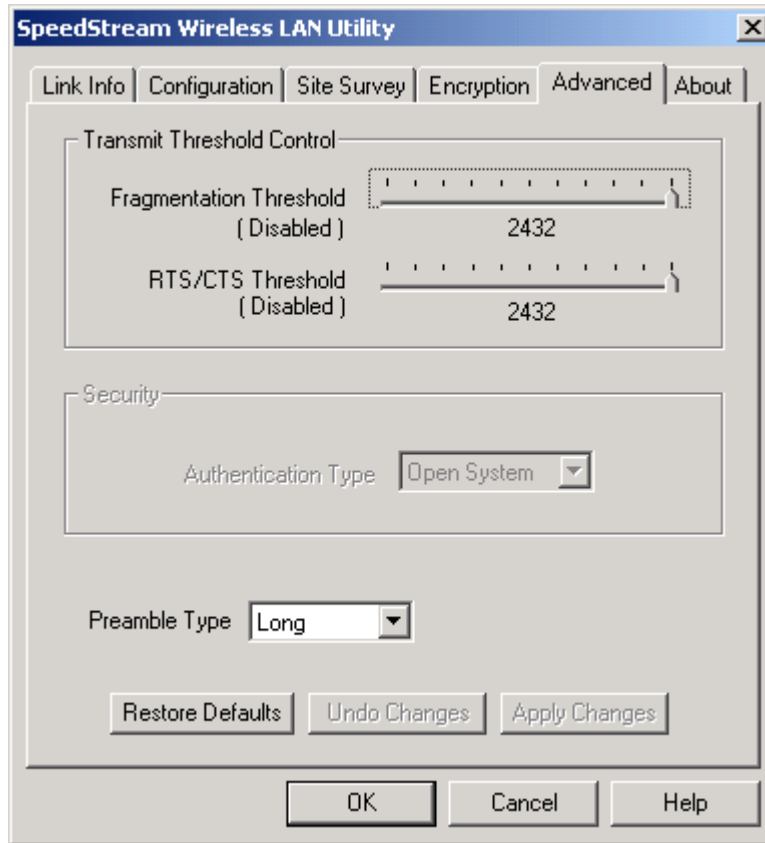 SpeedStream Wireless LAN Utility
Link Info Configuration Site Survey Encryption Advanced About
Transmit Threshold Control
Fragmentation Threshold
( Disabled )
2432
RTS/CTS Threshold
( Disabled )
2432
Security
Authentication Type Open System
Preamble Type Long
Restore Defaults Undo Changes Apply Changes
OK Cancel Help